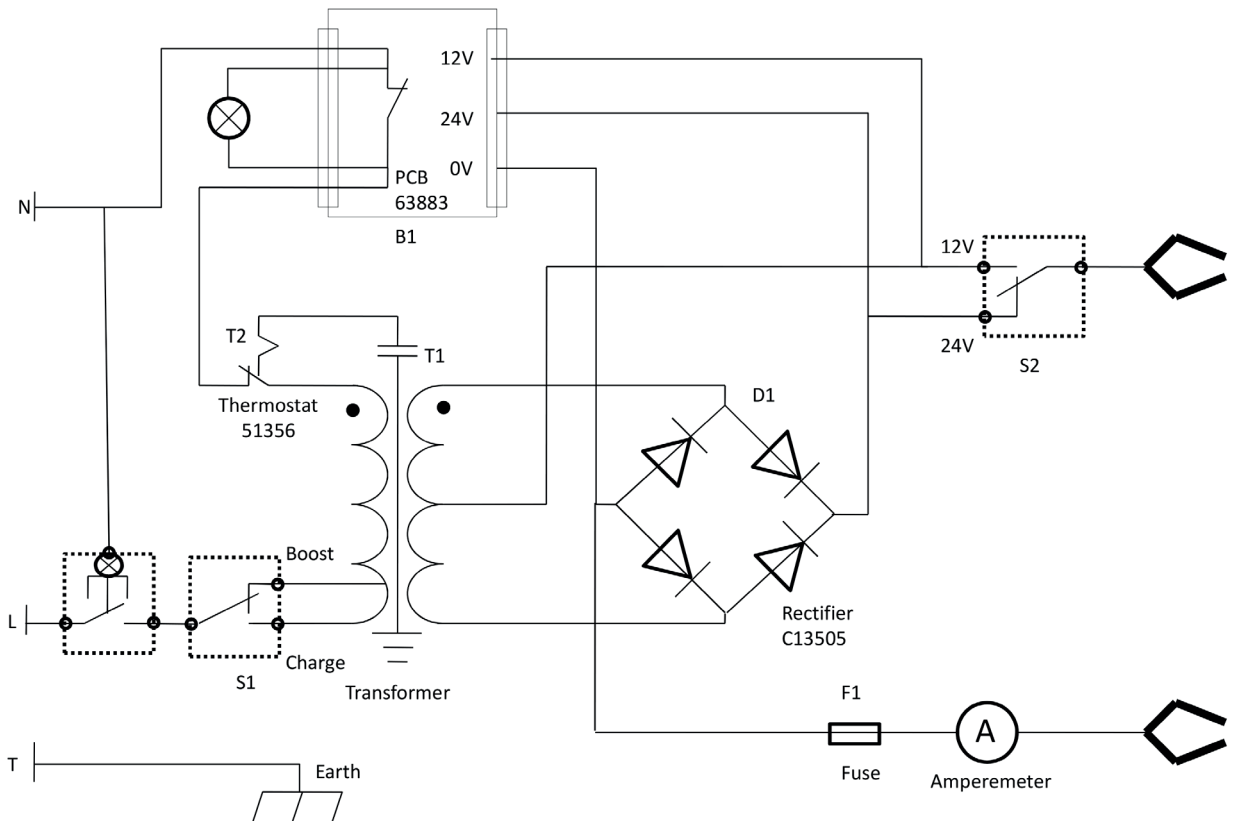 12V
24V
0V
PCB
63883
B1
N
12V
24V
S2
T2
T1
Thermostat
51356
D1
Boost
L
Rectifier
C13505
Charge
S1
Transformer
F1
A
T
Earth
Fuse
Amperemeter